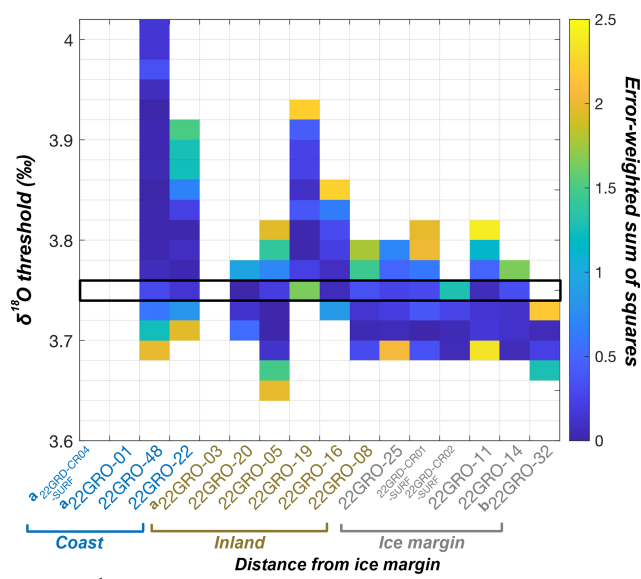 4
3.9
3.8
3.7
3.6
δ¹⁸O threshold (‰)
2.5
2
1.5
1
0.5
0
Error-weighted sum of squares
a 22GRD-CR04
-SURF
a22GRO-01
22GRO-48
22GRO-22
a22GRO-03
22GRO-20
22GRO-05
22GRO-19
22GRO-16
22GRO-08
22GRO-25
22GRD-CR01
-SURF
22GRO-CR02
-SURF
22GRO-11
22GRO-14
b22GRO-32
Coast
Inland
Ice margin
Distance from ice margin